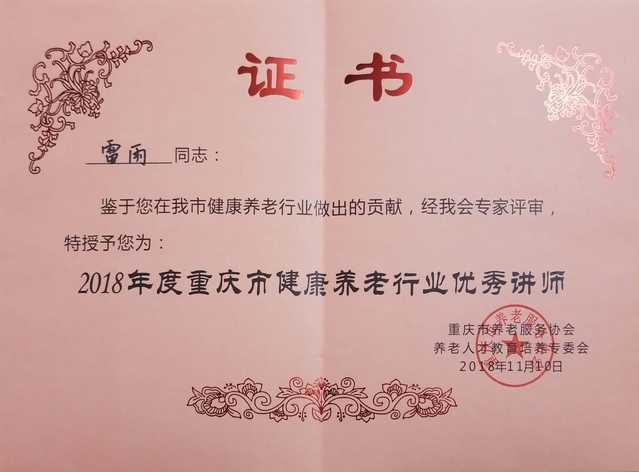 证书
雷雨 同志：
鉴于您在我市健康养老行业做出的贡献，经我会专家评审，
特授予您为：
2018年度重庆市健康养老行业优秀讲师
重庆市养老服务协会
养老人才教育培养专委会
2018年11月10日